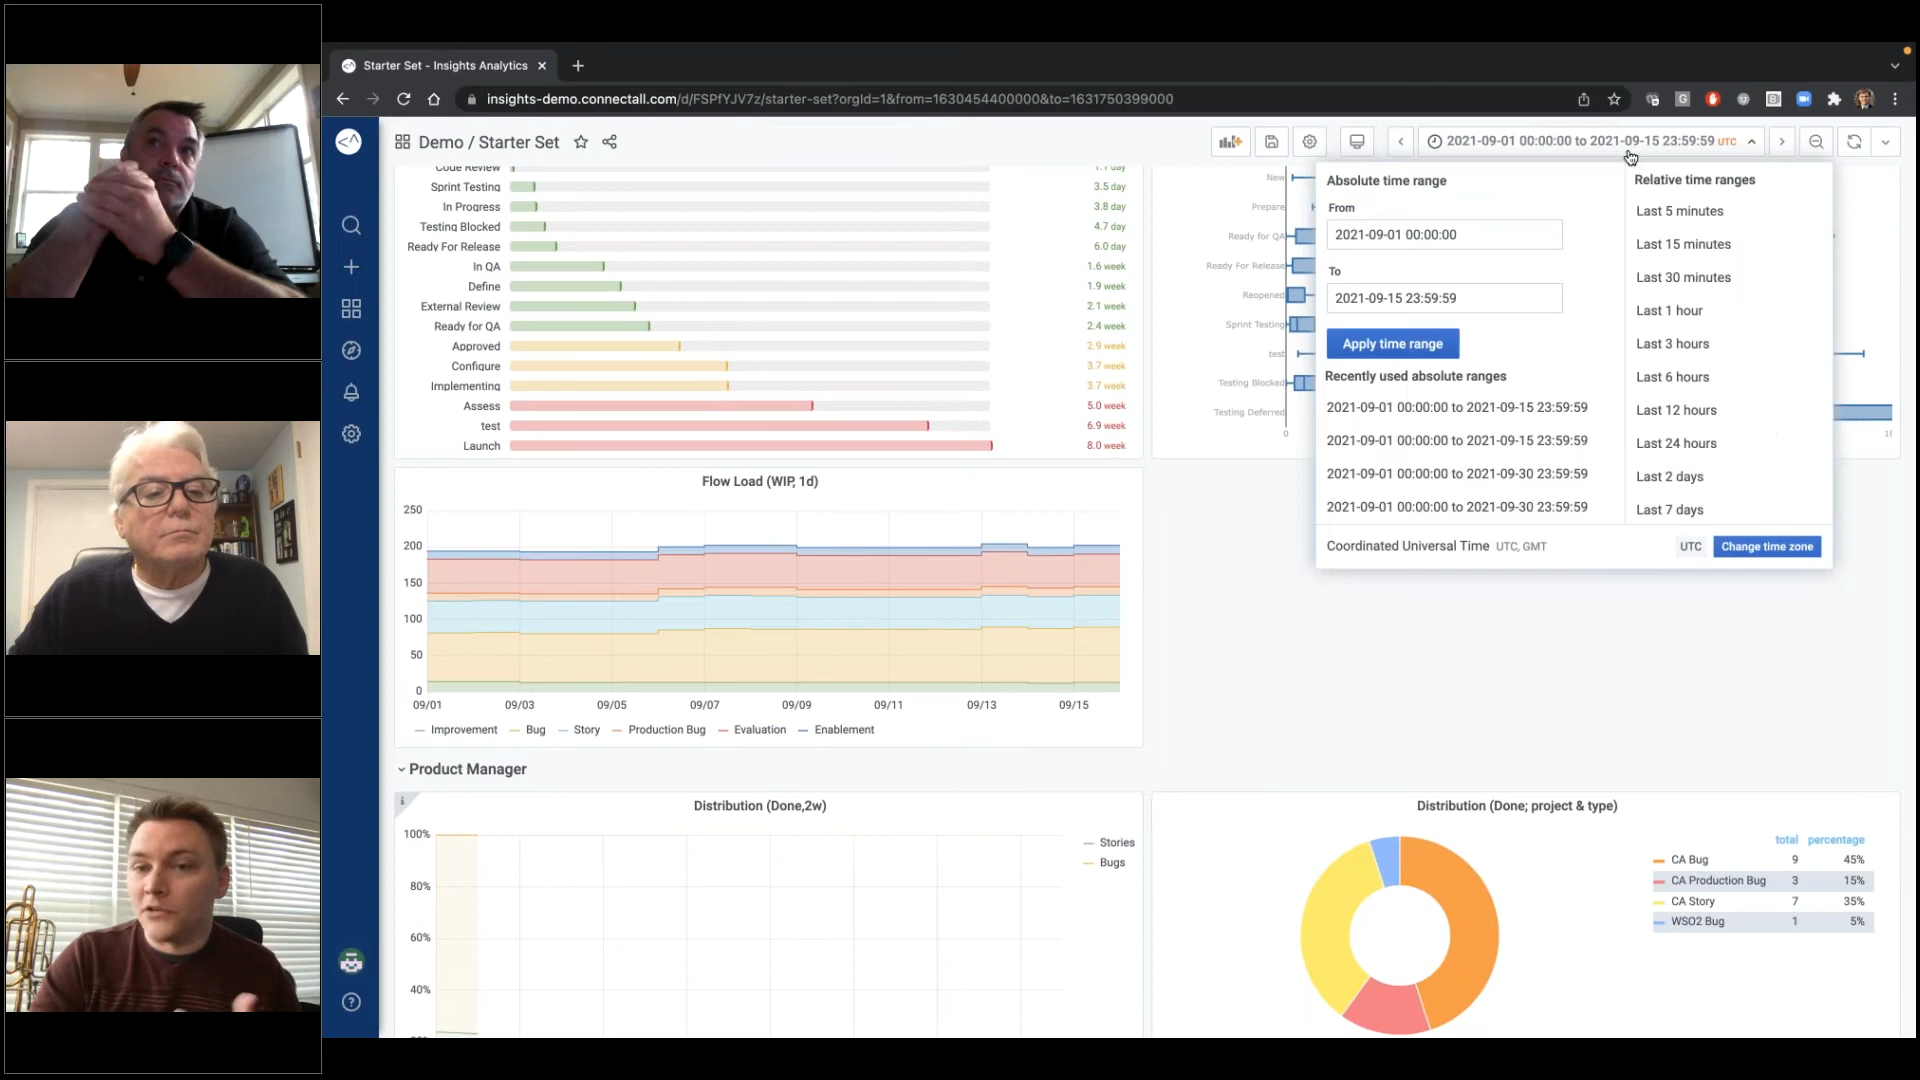 Starter Set - Insights Analytics
insights-demo.connectall.com/d/FSPfYJV7z/starter-set?orgId=1&from=1630454400000&to=1631750399000
Demo / Starter Set
2021-09-01 00:00:00 to 2021-09-15 23:59:59 UTC
Code Review 1.1 day
Sprint Testing 3.5 day
In Progress 3.8 day
Testing Blocked 4.7 day
Ready For Release 6.0 day
In QA 1.6 week
Define 1.9 week
External Review 2.1 week
Ready for QA 2.4 week
Approved 2.9 week
Configure 3.7 week
Implementing 3.7 week
Assess 5.0 week
test 6.9 week
Launch 8.0 week
New
Prepare
Ready for QA
Ready For Release
Reopened
Sprint Testing
test
Testing Blocked
Testing Deferred
0
Absolute time range
From
2021-09-01 00:00:00
To
2021-09-15 23:59:59
Apply time range
Recently used absolute ranges
2021-09-01 00:00:00 to 2021-09-15 23:59:59
2021-09-01 00:00:00 to 2021-09-15 23:59:59
2021-09-01 00:00:00 to 2021-09-30 23:59:59
2021-09-01 00:00:00 to 2021-09-30 23:59:59
Relative time ranges
Last 5 minutes
Last 15 minutes
Last 30 minutes
Last 1 hour
Last 3 hours
Last 6 hours
Last 12 hours
Last 24 hours
Last 2 days
Last 7 days
Coordinated Universal Time UTC, GMT
UTC
Change time zone
Flow Load (WIP, 1d)
250
200
150
100
50
0
09/01 09/03 09/05 09/07 09/09 09/11 09/13 09/15
Improvement Bug Story Production Bug Evaluation Enablement
Product Manager
Distribution (Done,2w)
100%
80%
60%
40%
Stories
Bugs
Distribution (Done; project & type)
total percentage
CA Bug 9 45%
CA Production Bug 3 15%
CA Story 7 35%
WSO2 Bug 1 5%